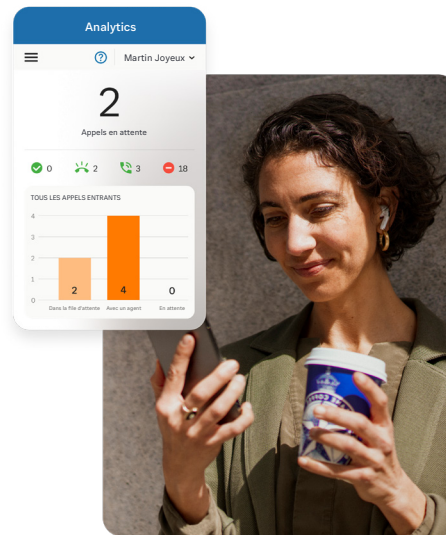 Analytics
Martin Joyeux
2
Appels en attente
0 2 3 18
TOUS LES APPELS ENTRANTS
4
3
2
1
0
2 4 0
Dans la file d'attente Avec un agent En attente